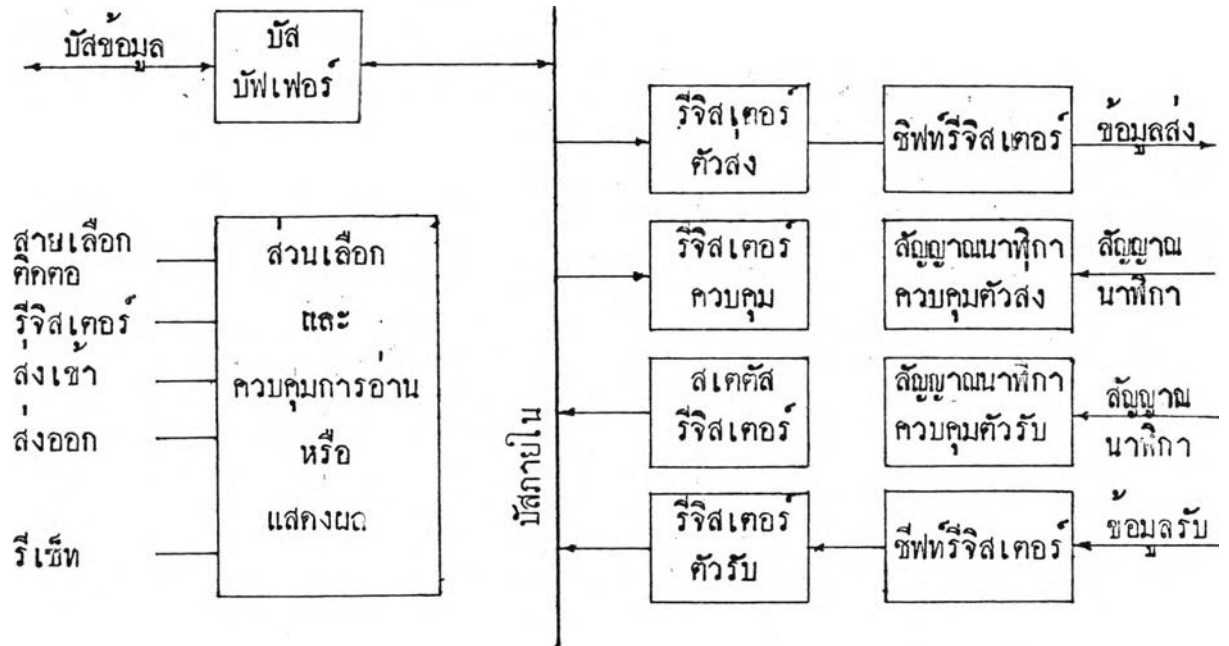 บัสข้อมูล
บัส
บัฟเฟอร์
รีจิสเตอร์
ตัวส่ง
ชิฟท์รีจิสเตอร์
ข้อมูลส่ง
สายเลือก
ติดต่อ
รีจิสเตอร์
ส่งเข้า
ส่งออก
รีเซ็ท
ส่วนเลือก
และ
ควบคุมการอ่าน
หรือ
แสดงผล
บัสภายใน
รีจิสเตอร์
ควบคุม
สัญญาณนาฬิกา
ควบคุมตัวส่ง
สัญญาณ
นาฬิกา
สเตตัส
รีจิสเตอร์
สัญญาณนาฬิกา
ควบคุมตัวรับ
สัญญาณ
นาฬิกา
รีจิสเตอร์
ตัวรับ
ชีฟท์รีจิสเตอร์
ข้อมูลรับ